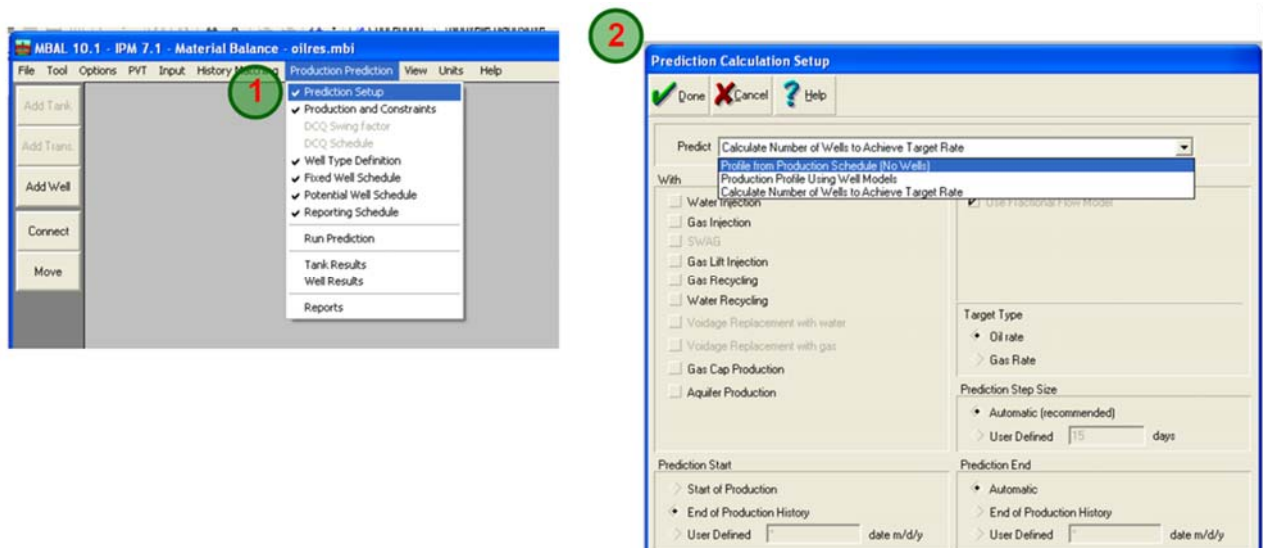 MBAL 10.1 - IPM 7.1 - Material Balance - oilres.mbi
File Tool Options PVT Input History Matching Production Prediction View Units Help
1
Add Tank
Add Trans.
Add Well
Connect
Move
Prediction Setup
Production and Constraints
DCQ Swing factor
DCQ Schedule
Well Type Definition
Fixed Well Schedule
Potential Well Schedule
Reporting Schedule
Run Prediction
Tank Results
Well Results
Reports
2
Prediction Calculation Setup
Done Cancel Help
Predict Calculate Number of Wells to Achieve Target Rate
Profile from Production Schedule (No Wells)
Production Profile Using Well Models
Calculate Number of Wells to Achieve Target Rate
With
Water Injection
Gas Injection
SWAG
Gas Lift Injection
Gas Recycling
Water Recycling
Voidage Replacement with water
Voidage Replacement with gas
Gas Cap Production
Aquifer Production
Use Fractional Flow Model
Target Type
Oil rate
Gas Rate
Prediction Step Size
Automatic (recommended)
User Defined 15 days
Prediction Start
Start of Production
End of Production History
User Defined * date m/d/y
Prediction End
Automatic
End of Production History
User Defined * date m/d/y